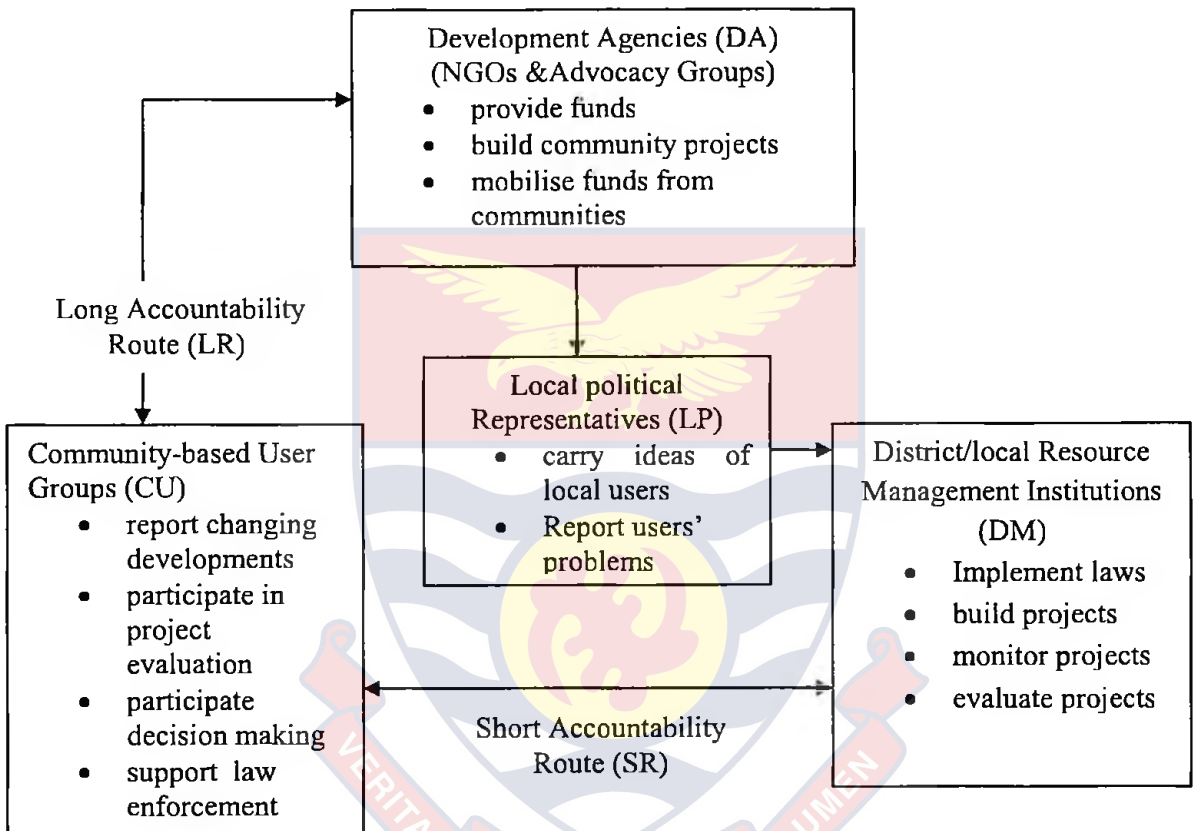 Development Agencies (DA)
(NGOs &Advocacy Groups)
• provide funds
• build community projects
• mobilise funds from
communities
Long Accountability
Route (LR)
Local political
Representatives (LP)
• carry ideas of
local users
• Report users’
problems
Community-based User
Groups (CU)
• report changing
developments
• participate in
project
evaluation
• participate
decision making
• support law
enforcement
District/local Resource
Management Institutions
(DM)
• Implement laws
• build projects
• monitor projects
• evaluate projects
Short Accountability
Route (SR)